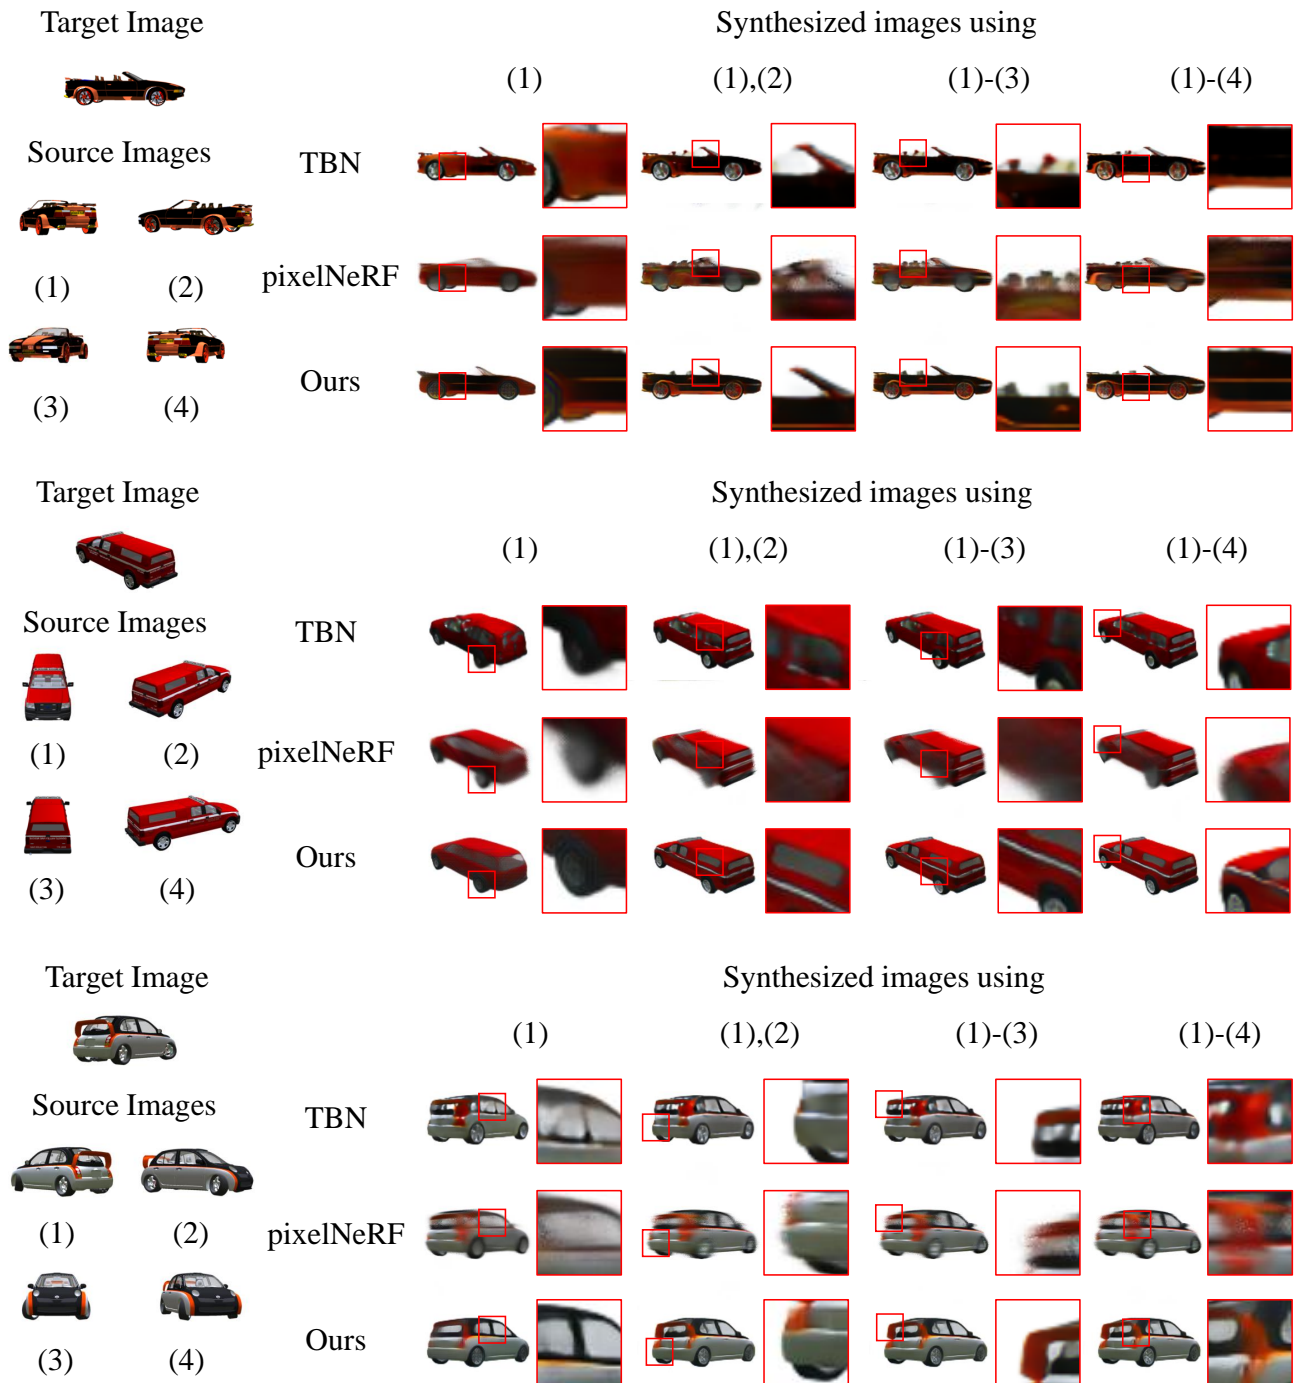 Target Image
Synthesized images using
(1) (1),(2) (1)-(3) (1)-(4)
Source Images
TBN
(1) (2)
pixelNeRF
(3) (4)
Ours
Target Image
Synthesized images using
(1) (1),(2) (1)-(3) (1)-(4)
Source Images
TBN
(1) (2)
pixelNeRF
(3) (4)
Ours
Target Image
Synthesized images using
(1) (1),(2) (1)-(3) (1)-(4)
Source Images
TBN
(1) (2)
pixelNeRF
(3) (4)
Ours